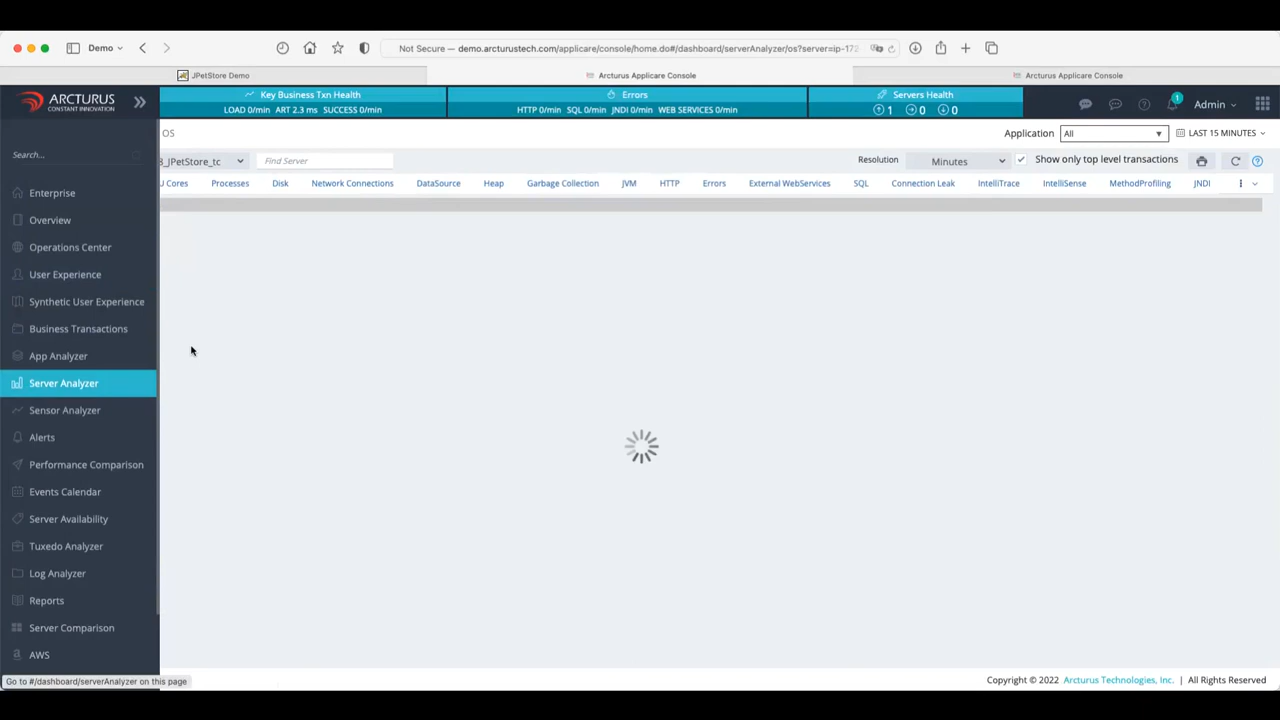 Demo
Not Secure — demo.arcturustech.com/applicare/console/home.do#/dashboard/serverAnalyzer/os?server=ip-172
JPetStore Demo
Arcturus Applicare Console
Arcturus Applicare Console
ARCTURUS
CONSTANT INNOVATION
Key Business Txn Health
LOAD 0/min ART 2.3 ms SUCCESS 0/min
Errors
HTTP 0/min SQL 0/min JNDI 0/min WEB SERVICES 0/min
Servers Health
1 0 0
1
Admin
OS
Application
All
LAST 15 MINUTES
Search...
_JPetStore_tc
Find Server
Resolution
Minutes
Show only top level transactions
U Cores
Processes
Disk
Network Connections
DataSource
Heap
Garbage Collection
JVM
HTTP
Errors
External WebServices
SQL
Connection Leak
IntelliTrace
IntelliSense
MethodProfiling
JNDI
Enterprise
Overview
Operations Center
User Experience
Synthetic User Experience
Business Transactions
App Analyzer
Server Analyzer
Sensor Analyzer
Alerts
Performance Comparison
Events Calendar
Server Availability
Tuxedo Analyzer
Log Analyzer
Reports
Server Comparison
AWS
Go to #/dashboard/serverAnalyzer on this page
Copyright © 2022 Arcturus Technologies, Inc. | All Rights Reserved